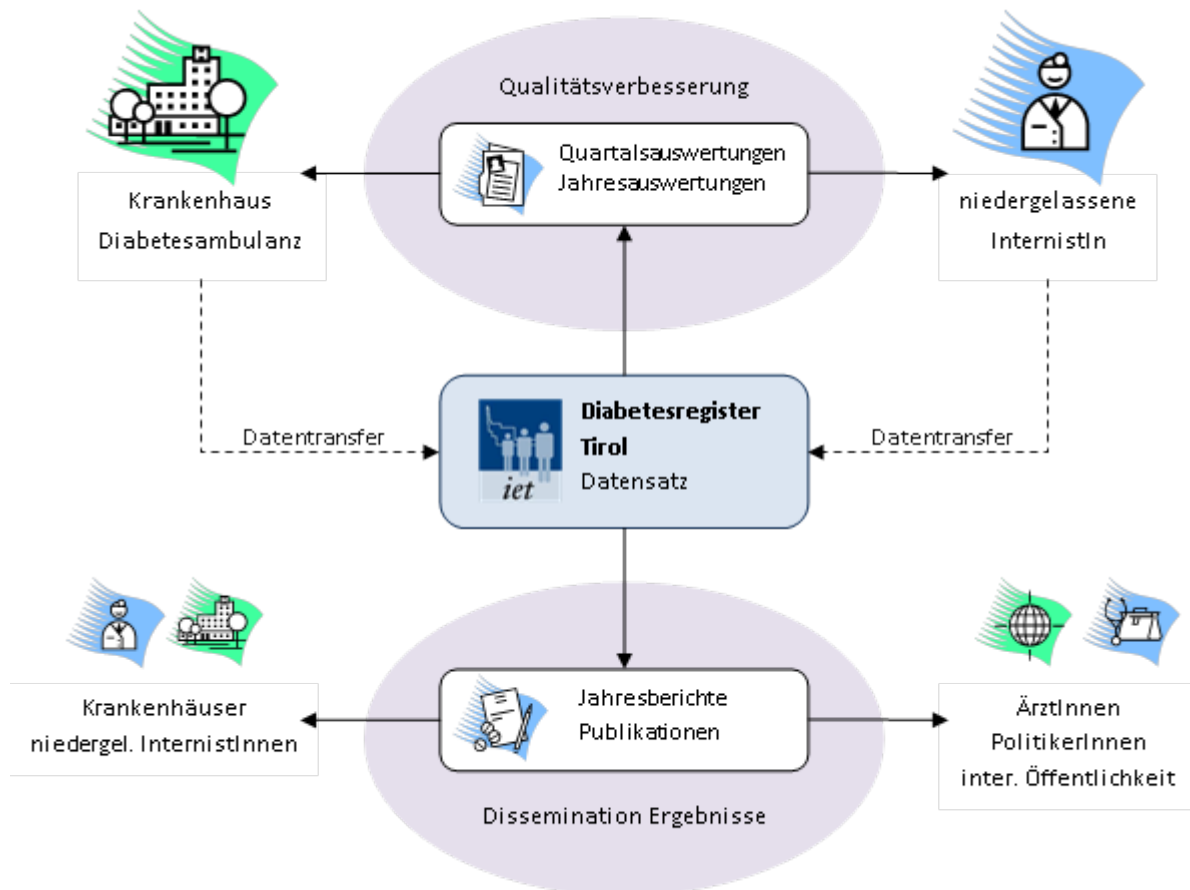 Qualitätsverbesserung
Quartalsauswertungen
Jahresauswertungen
Krankenhaus
Diabetesambulanz
niedergelassene
InternistIn
Datentransfer
Diabetesregister
Tirol
Datensatz
iet
Datentransfer
Krankenhäuser
niedergel. InternistInnen
Jahresberichte
Publikationen
ÄrztInnen
PolitikerInnen
inter. Öffentlichkeit
Dissemination Ergebnisse